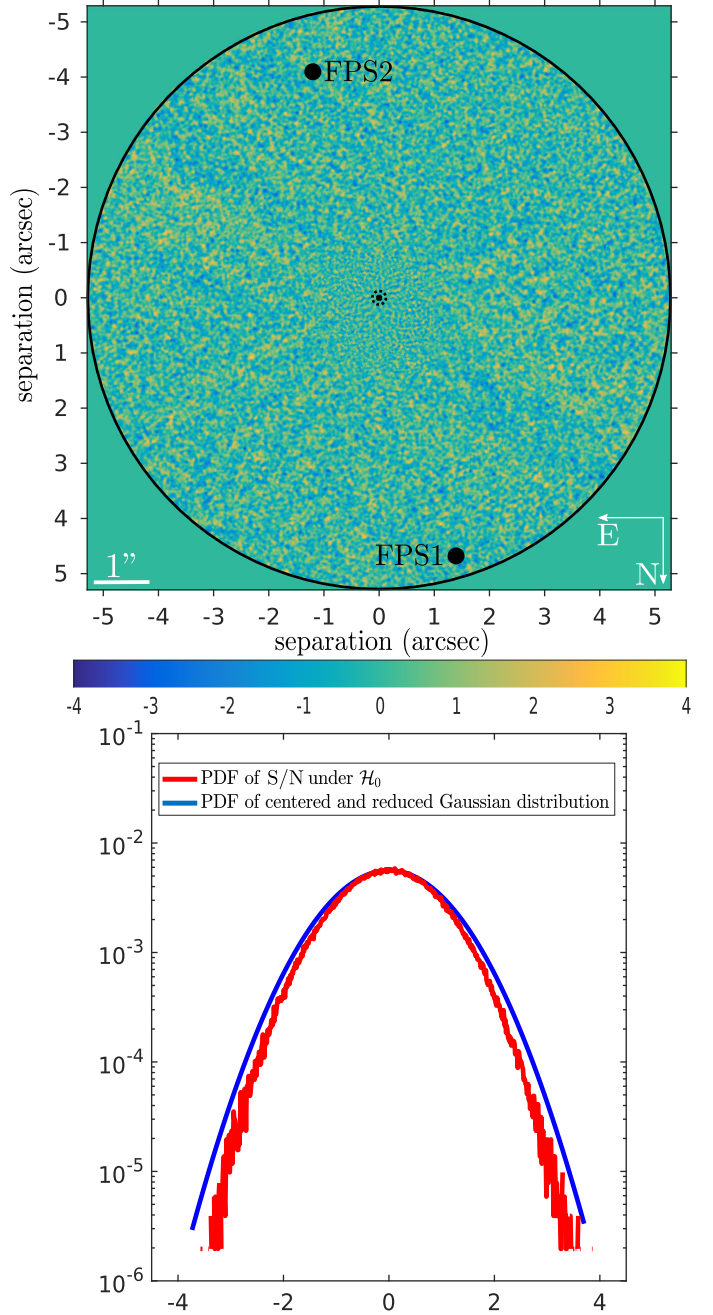 -5
-4
-3
-2
-1
0
1
2
3
4
5
separation (arcsec)
FPS2
FPS1
1”
E
N
-5 -4 -3 -2 -1 0 1 2 3 4 5
separation (arcsec)
-4 -3 -2 -1 0 1 2 3 4
10^-1
PDF of S/N under ℋ₀
PDF of centered and reduced Gaussian distribution
10^-2
10^-3
10^-4
10^-5
10^-6
-4 -2 0 2 4